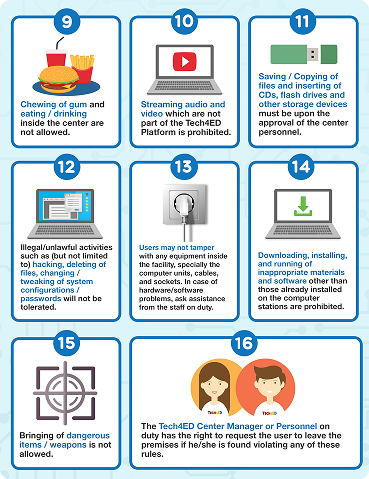 9
Chewing of gum and
eating / drinking
inside the center are
not allowed.
10
Streaming audio and
video which are not
part of the Tech4ED
Platform is prohibited.
11
Saving / Copying of
files and inserting of
CDs, flash drives and
other storage devices
must be upon the
approval of the center
personnel.
12
Illegal/unlawful activities
such as (but not limited
to) hacking, deleting of
files, changing /
tweaking of system
configurations /
passwords will not be
tolerated.
13
Users may not tamper
with any equipment inside
the facility, specially the
computer units, cables,
and sockets. In case of
hardware/software
problems, ask assistance
from the staff on duty.
14
Downloading, installing,
and running of
inappropriate materials
and software other than
those already installed
on the computer
stations are prohibited.
15
Bringing of dangerous
items / weapons is not
allowed.
16
TECH4ED
TECH4ED
The Tech4ED Center Manager or Personnel on
duty has the right to request the user to leave the
premises if he/she is found violating any of these
rules.